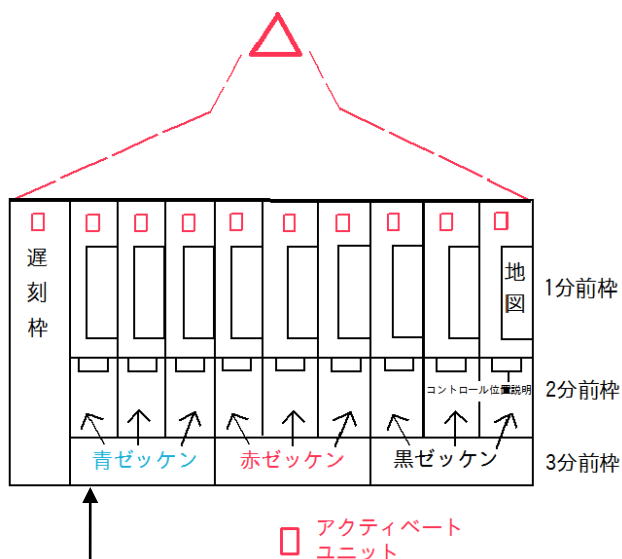 遅刻枠
地図
1分前枠
コントロール位置説明
2分前枠
青ゼッケン
赤ゼッケン
黒ゼッケン
3分前枠
アクティベート
ユニット